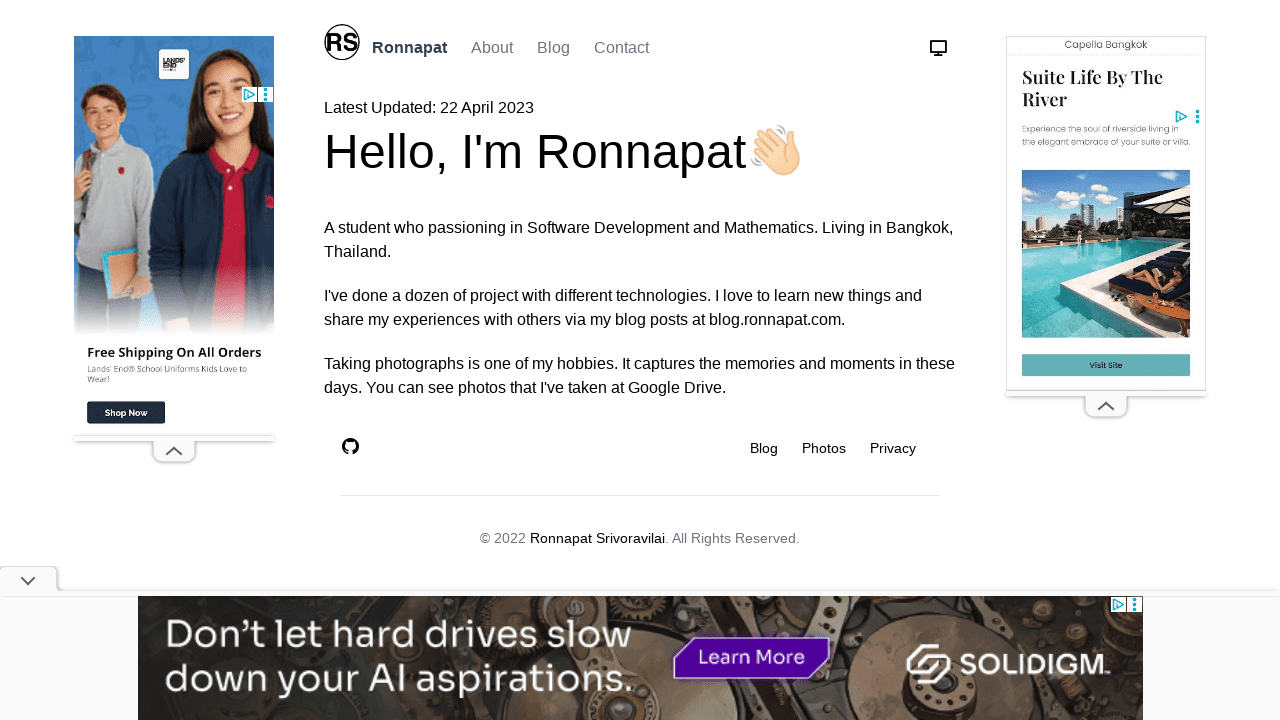 RS Ronnapat About Blog Contact
Latest Updated: 22 April 2023
Hello, I'm Ronnapat
A student who passioning in Software Development and Mathematics. Living in Bangkok,
Thailand.
I've done a dozen of project with different technologies. I love to learn new things and
share my experiences with others via my blog posts at blog.ronnapat.com.
Taking photographs is one of my hobbies. It captures the memories and moments in these
days. You can see photos that I've taken at Google Drive.
Blog Photos Privacy
© 2022 Ronnapat Srivoravilai. All Rights Reserved.
LANDS'
END
Free Shipping On All Orders
Lands' End® School Uniforms Kids Love to
Wear!
Shop Now
Capella Bangkok
Suite Life By The
River
Experience the soul of riverside living in
the elegant embrace of your suite or villa.
Visit Site
Don't let hard drives slow
down your AI aspirations.
Learn More
SOLIDIGM